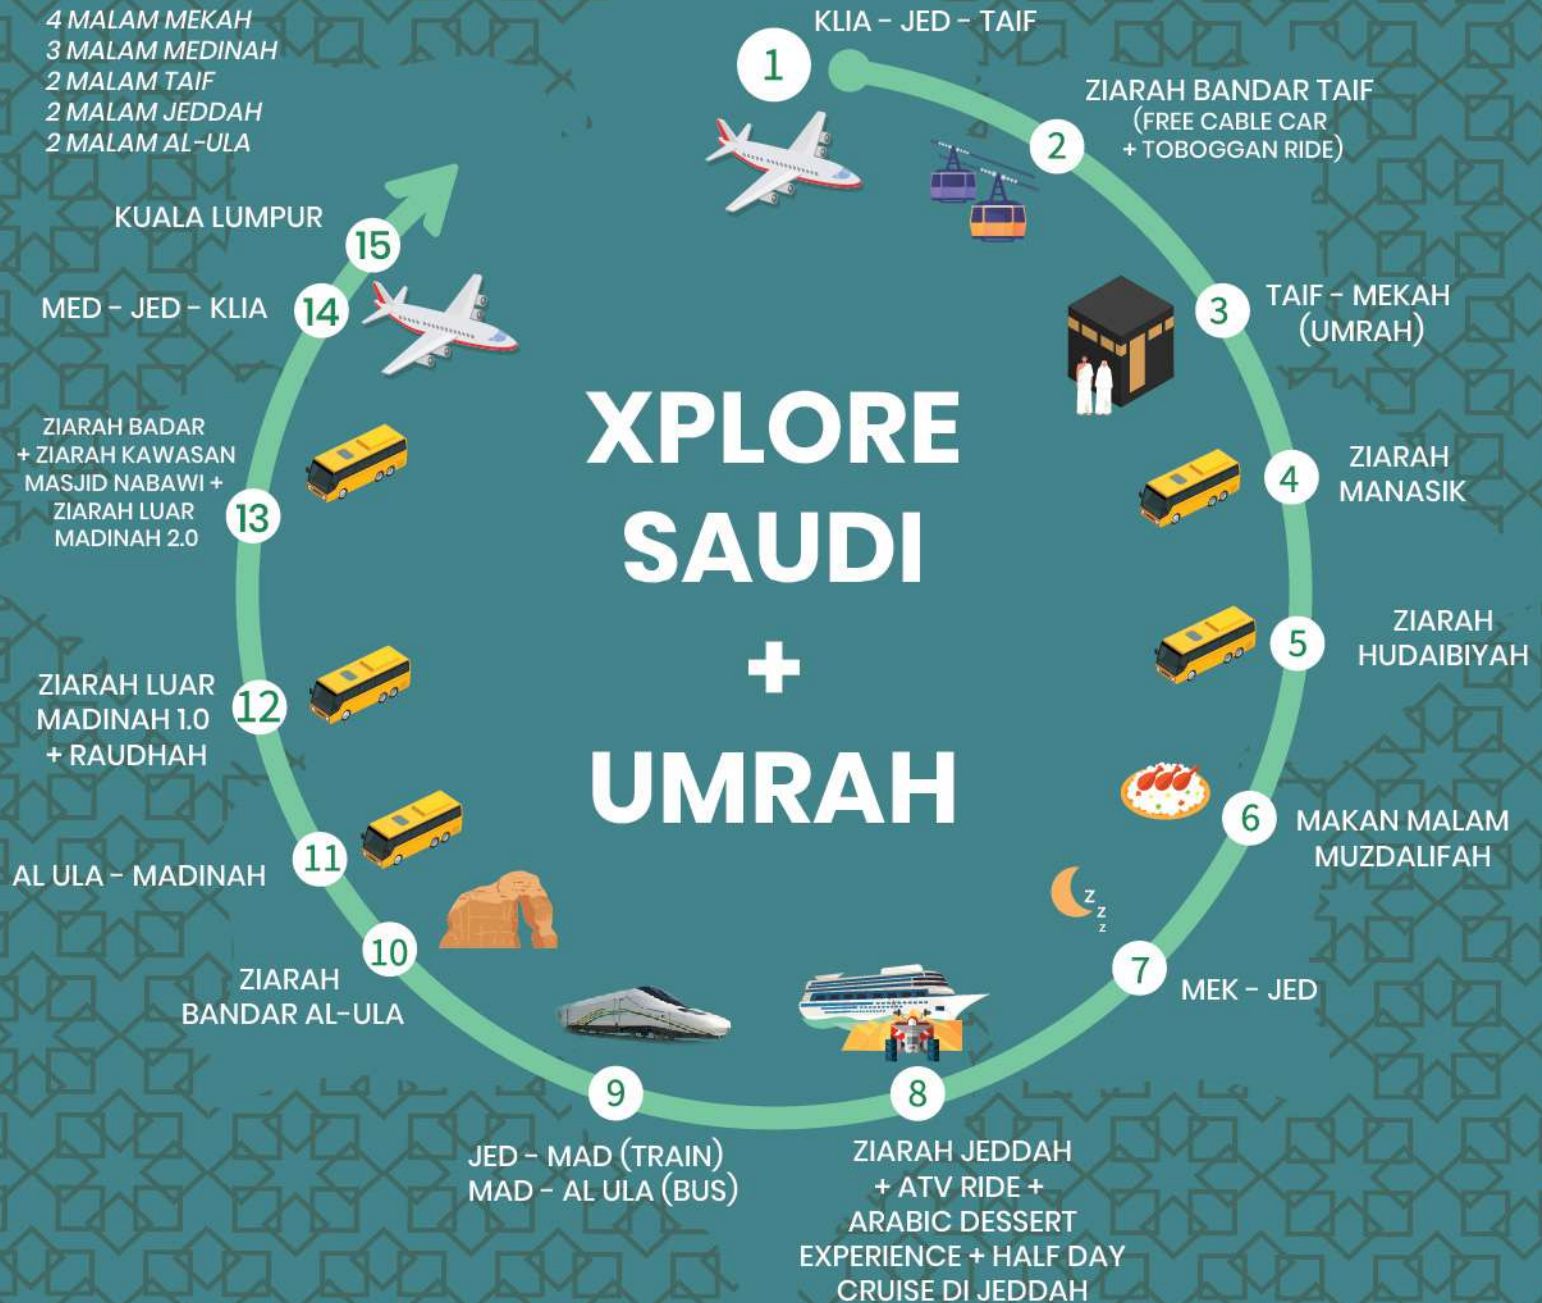 4 MALAM MEKAH
3 MALAM MEDINAH
2 MALAM TAIF
2 MALAM JEDDAH
2 MALAM AL-ULA
XPLORE
SAUDI
+
UMRAH
1
KLIA - JED - TAIF
2
ZIARAH BANDAR TAIF
(FREE CABLE CAR
+ TOBOGGAN RIDE)
3
TAIF - MEKAH
(UMRAH)
4
ZIARAH
MANASIK
5
ZIARAH
HUDAIBIYAH
6
MAKAN MALAM
MUZDALIFAH
Z
Z
Z
7
MEK - JED
8
ZIARAH JEDDAH
+ ATV RIDE +
ARABIC DESSERT
EXPERIENCE + HALF DAY
CRUISE DI JEDDAH
9
JED - MAD (TRAIN)
MAD - AL ULA (BUS)
10
ZIARAH
BANDAR AL-ULA
11
AL ULA - MADINAH
12
ZIARAH LUAR
MADINAH 1.0
+ RAUDHAH
13
ZIARAH BADAR
+ ZIARAH KAWASAN
MASJID NABAWI +
ZIARAH LUAR
MADINAH 2.0
14
MED - JED - KLIA
15
KUALA LUMPUR